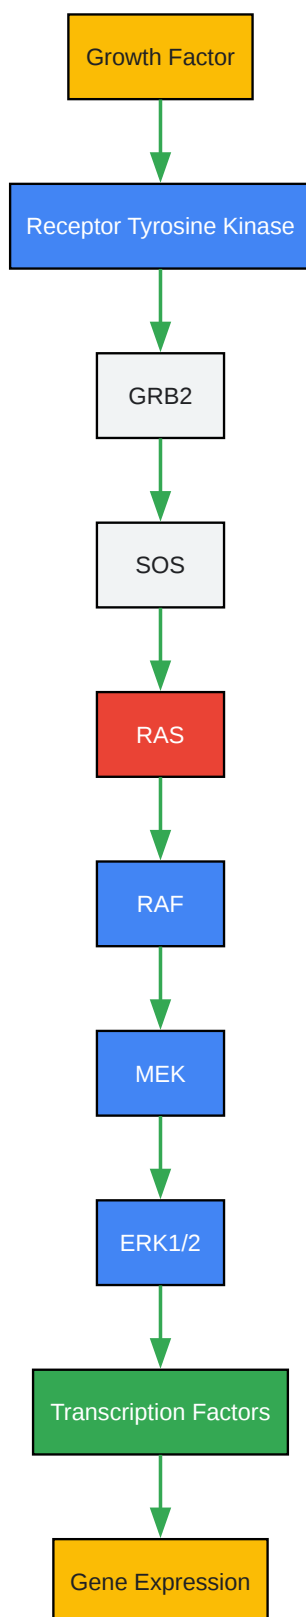 Growth Factor
Receptor Tyrosine Kinase
GRB2
SOS
RAS
RAF
MEK
ERK1/2
Transcription Factors
Gene Expression